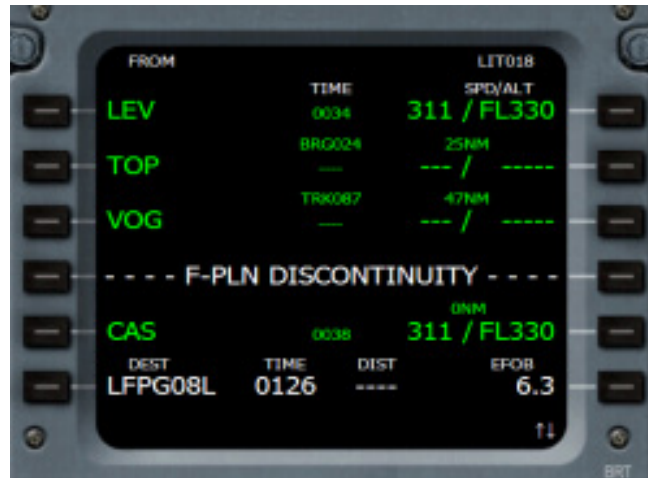 FROM LIT018
TIME SPD/ALT
LEV 0034 311 / FL330
BRG024 25NM
TOP ---- --- / -----
TRK087 47NM
VOG ---- --- / -----
- - - - F-PLN DISCONTINUITY - - - -
0NM
CAS 0038 311 / FL330
DEST TIME DIST EFOB
LFPG08L 0126 ---- 6.3
↑↓
BRT